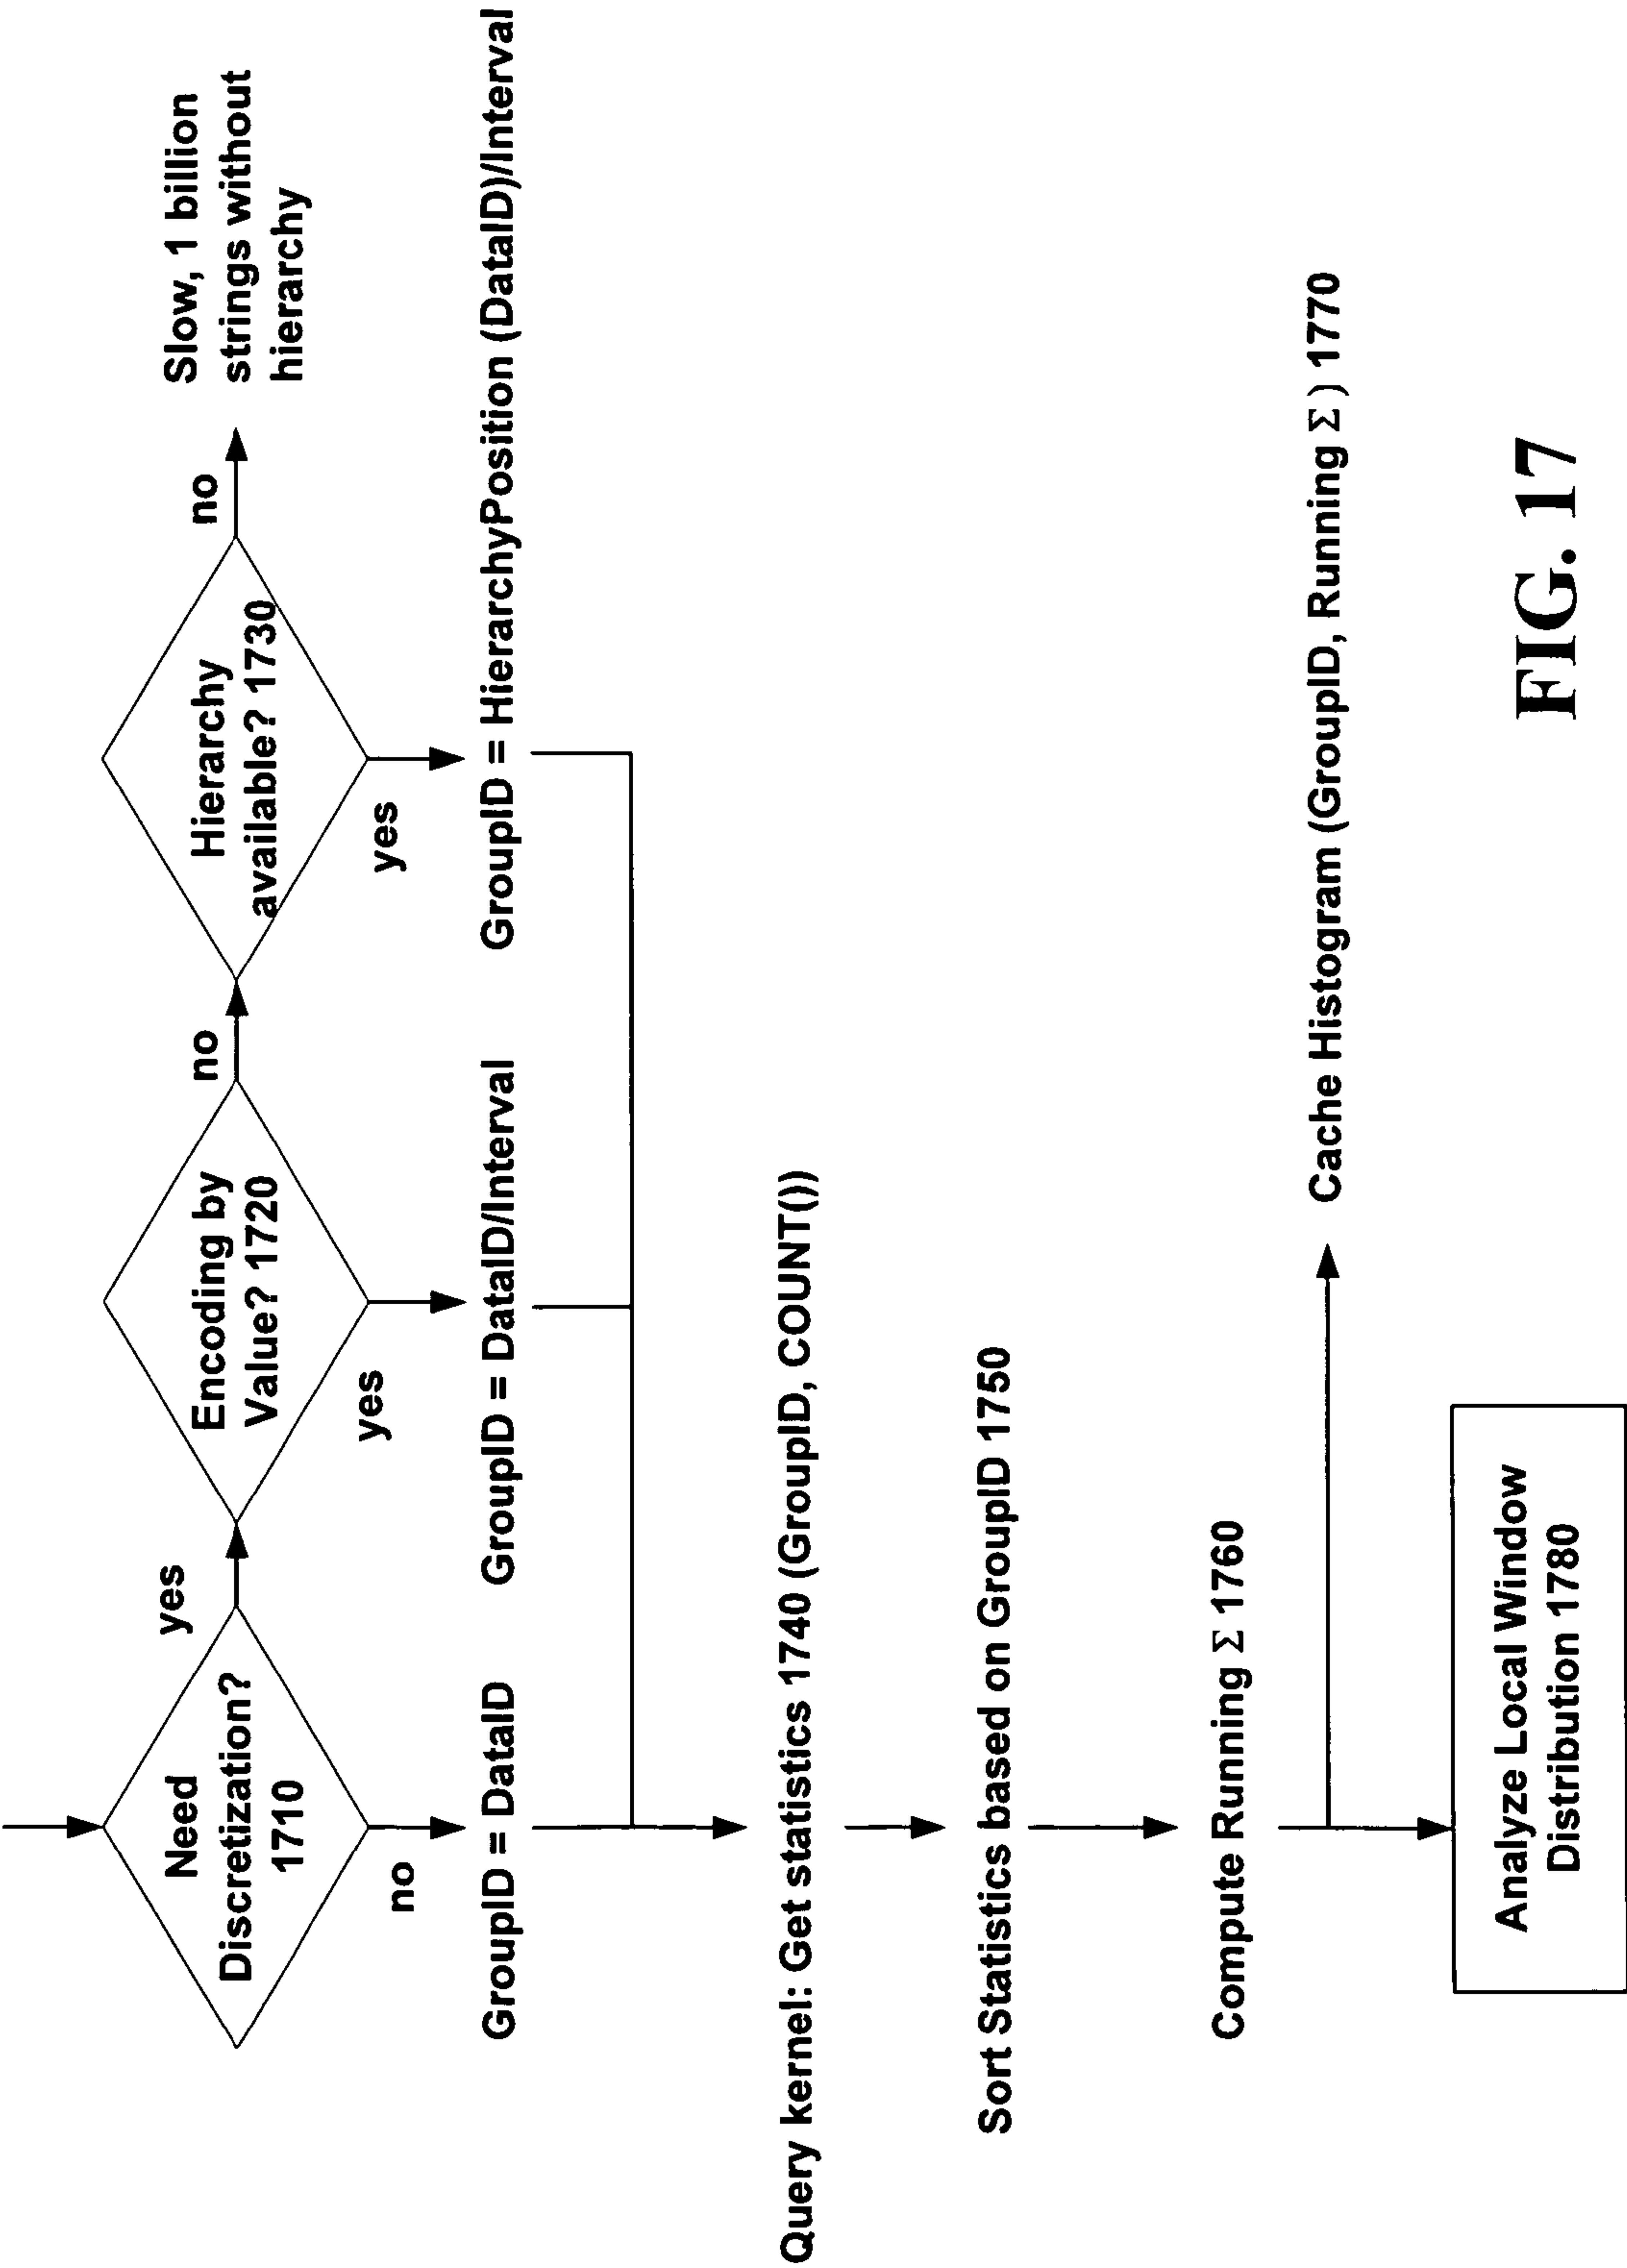 Need
Discretization?
1710
yes
no
Encoding by
Value? 1720
no
yes
Hierarchy
available? 1730
no
yes
Slow, 1 billion
strings without
hierarchy
GroupID = DataID
GroupID = DataID/Interval
GroupID = HierarchyPosition (DataID)/Interval
Query kernel: Get statistics 1740 (GroupID, COUNT())
Sort Statistics based on GroupID 1750
Compute Running Σ 1760
Cache Histogram (GroupID, Running Σ ) 1770
Analyze Local Window
Distribution 1780
FIG. 17